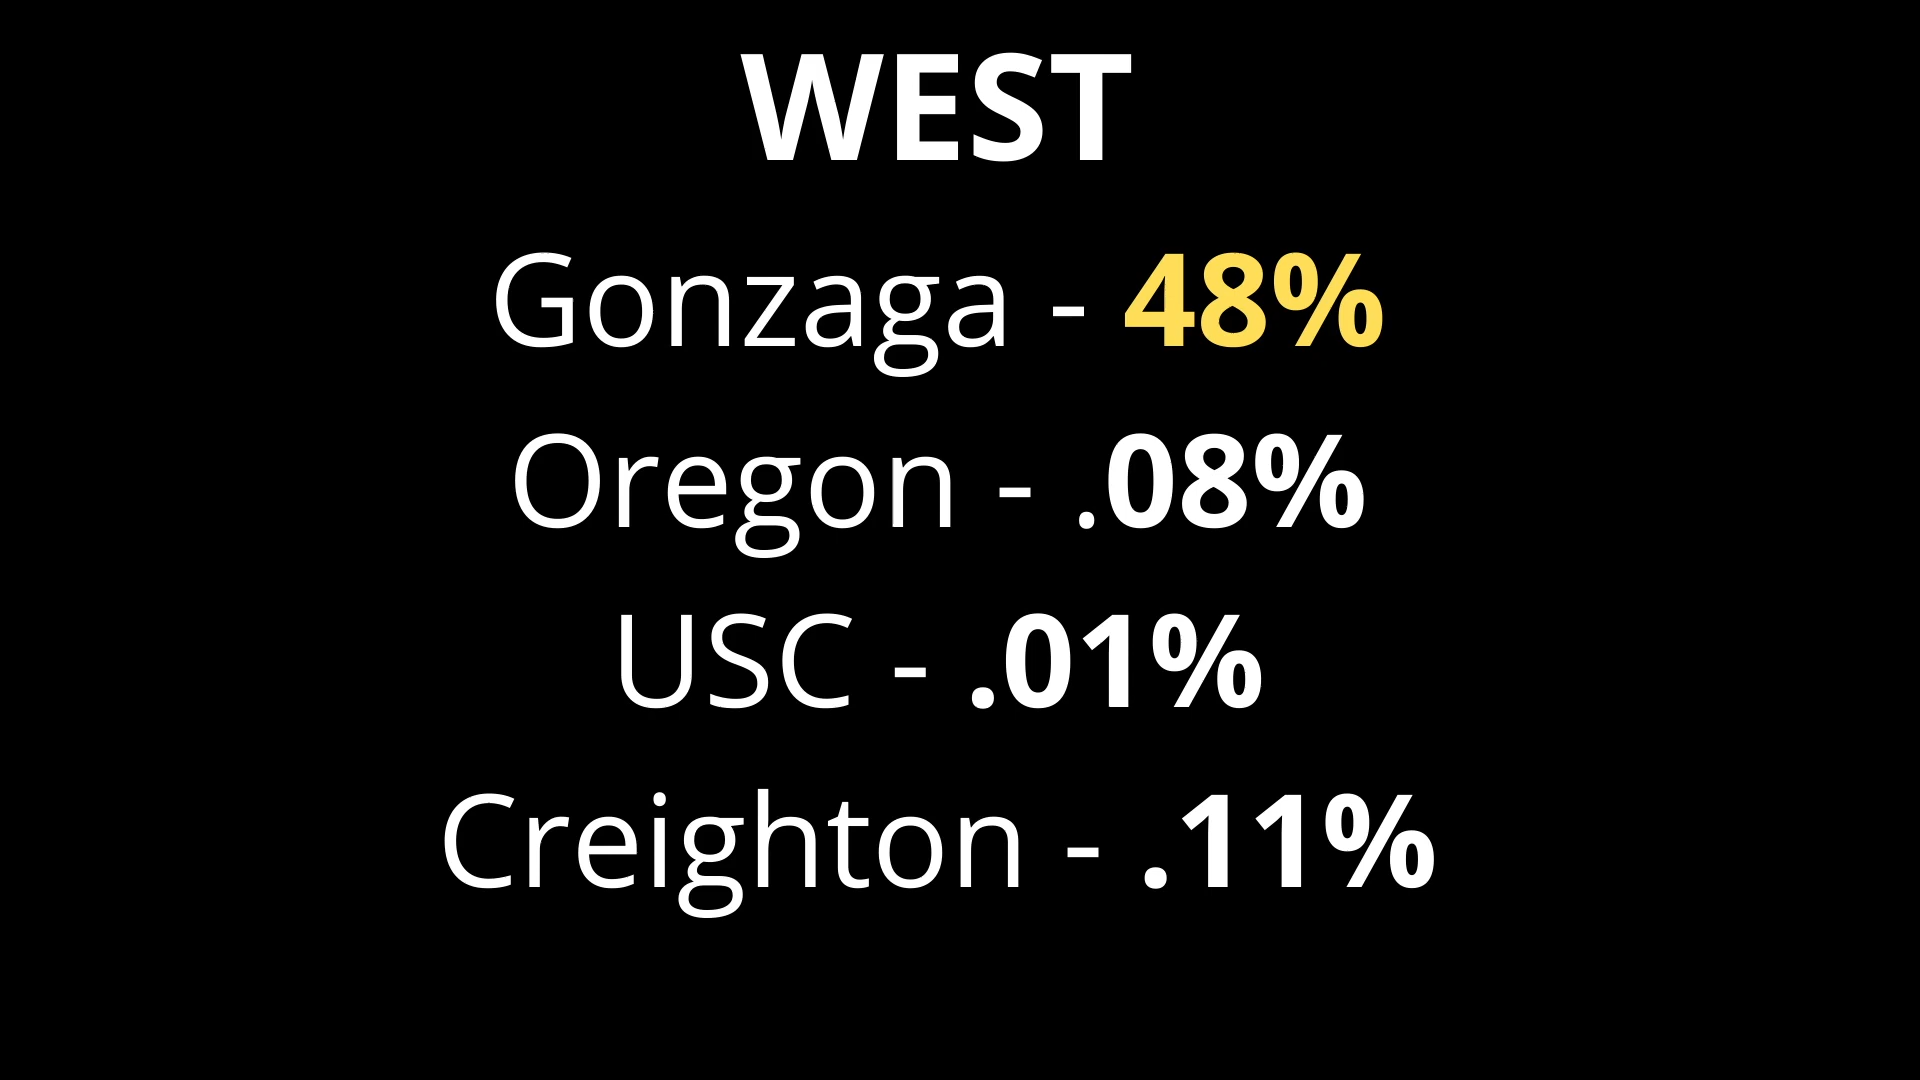 WEST
Gonzaga - 48%
Oregon - .08%
USC - .01%
Creighton - .11%